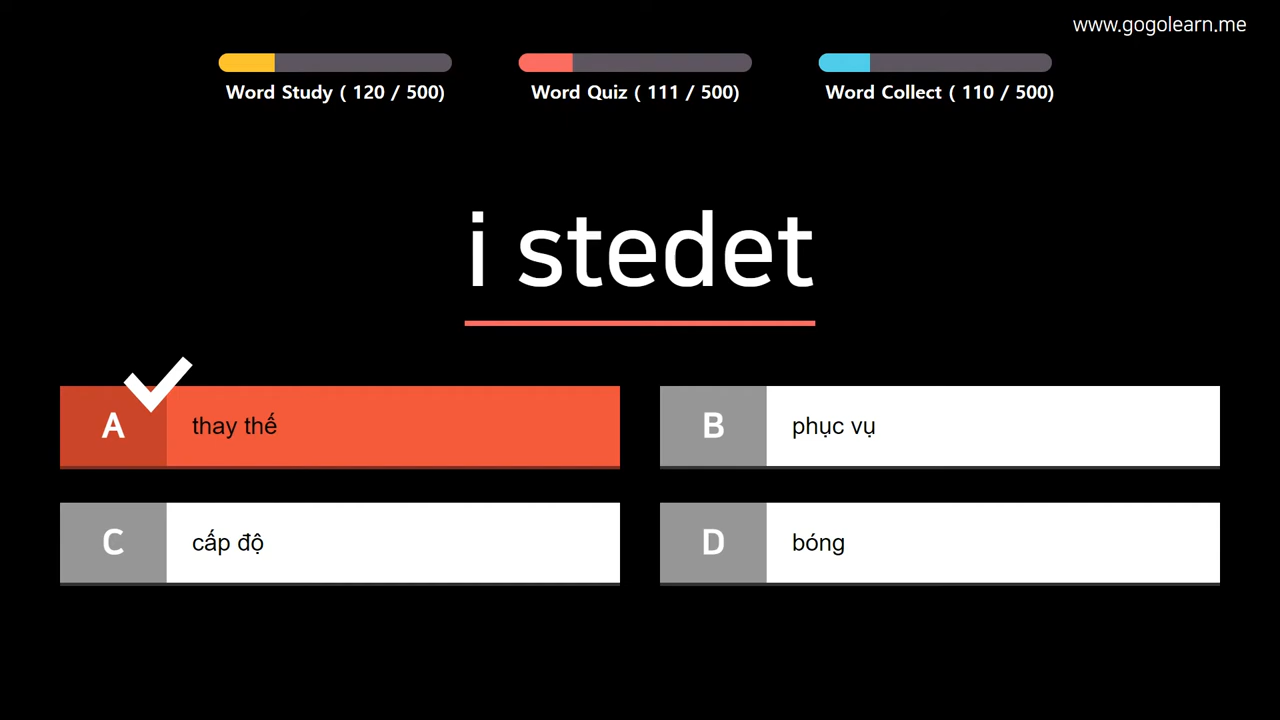 www.gogolearn.me
Word Study ( 120 / 500)
Word Quiz ( 111 / 500)
Word Collect ( 110 / 500)
i stedet
A thay thế
B phục vụ
C cấp độ
D bóng